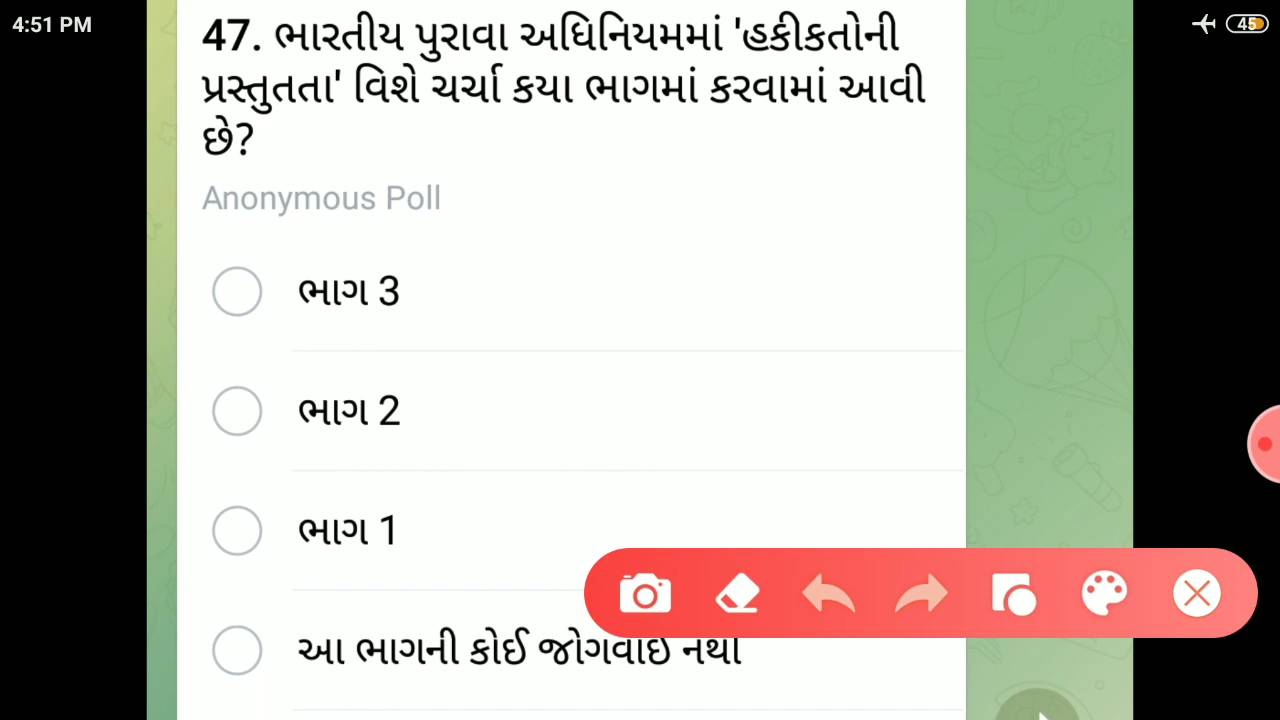 4:51 PM
45
47. ભારતીય પુરાવા અધિનિયમમાં 'હકીકતોની
પ્રસ્તુતતા' વિશે ચર્ચા કયા ભાગમાં કરવામાં આવી
છે?
Anonymous Poll
ભાગ 3
ભાગ 2
ભાગ 1
આ ભાગની કોઈ જોગવાઈ નથી